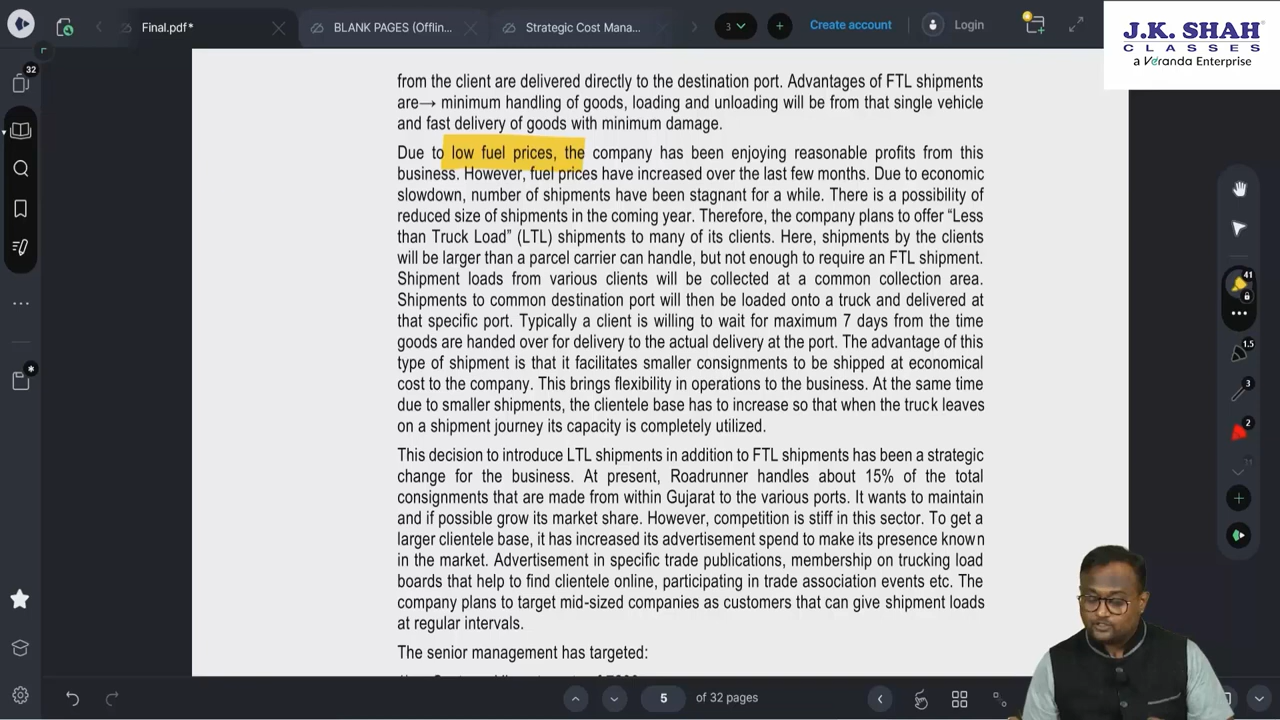 Final.pdf*
BLANK PAGES (Offlin...
Strategic Cost Mana...
3
Create account
Login
J.K. SHAH
CLASSES
a Veranda Enterprise
32
from the client are delivered directly to the destination port. Advantages of FTL shipments
are→ minimum handling of goods, loading and unloading will be from that single vehicle
and fast delivery of goods with minimum damage.
Due to low fuel prices, the company has been enjoying reasonable profits from this
business. However, fuel prices have increased over the last few months. Due to economic
slowdown, number of shipments have been stagnant for a while. There is a possibility of
reduced size of shipments in the coming year. Therefore, the company plans to offer “Less
than Truck Load” (LTL) shipments to many of its clients. Here, shipments by the clients
will be larger than a parcel carrier can handle, but not enough to require an FTL shipment.
Shipment loads from various clients will be collected at a common collection area.
Shipments to common destination port will then be loaded onto a truck and delivered at
that specific port. Typically a client is willing to wait for maximum 7 days from the time
goods are handed over for delivery to the actual delivery at the port. The advantage of this
type of shipment is that it facilitates smaller consignments to be shipped at economical
cost to the company. This brings flexibility in operations to the business. At the same time
due to smaller shipments, the clientele base has to increase so that when the truck leaves
on a shipment journey its capacity is completely utilized.
This decision to introduce LTL shipments in addition to FTL shipments has been a strategic
change for the business. At present, Roadrunner handles about 15% of the total
consignments that are made from within Gujarat to the various ports. It wants to maintain
and if possible grow its market share. However, competition is stiff in this sector. To get a
larger clientele base, it has increased its advertisement spend to make its presence known
in the market. Advertisement in specific trade publications, membership on trucking load
boards that help to find clientele online, participating in trade association events etc. The
company plans to target mid-sized companies as customers that can give shipment loads
at regular intervals.
The senior management has targeted:
41
1.5
3
2
5 of 32 pages